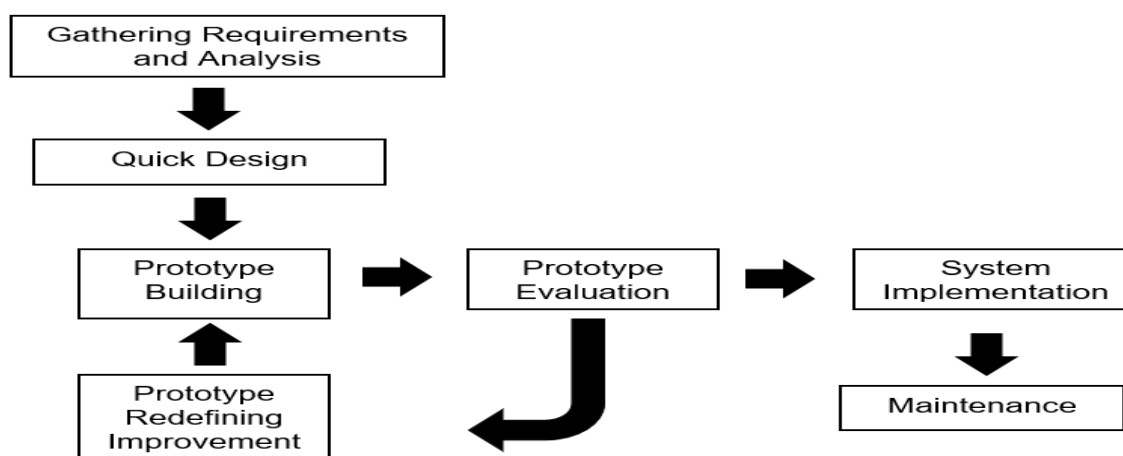 Gathering Requirements
and Analysis
Quick Design
Prototype
Building
Prototype
Evaluation
System
Implementation
Prototype
Redefining
Improvement
Maintenance